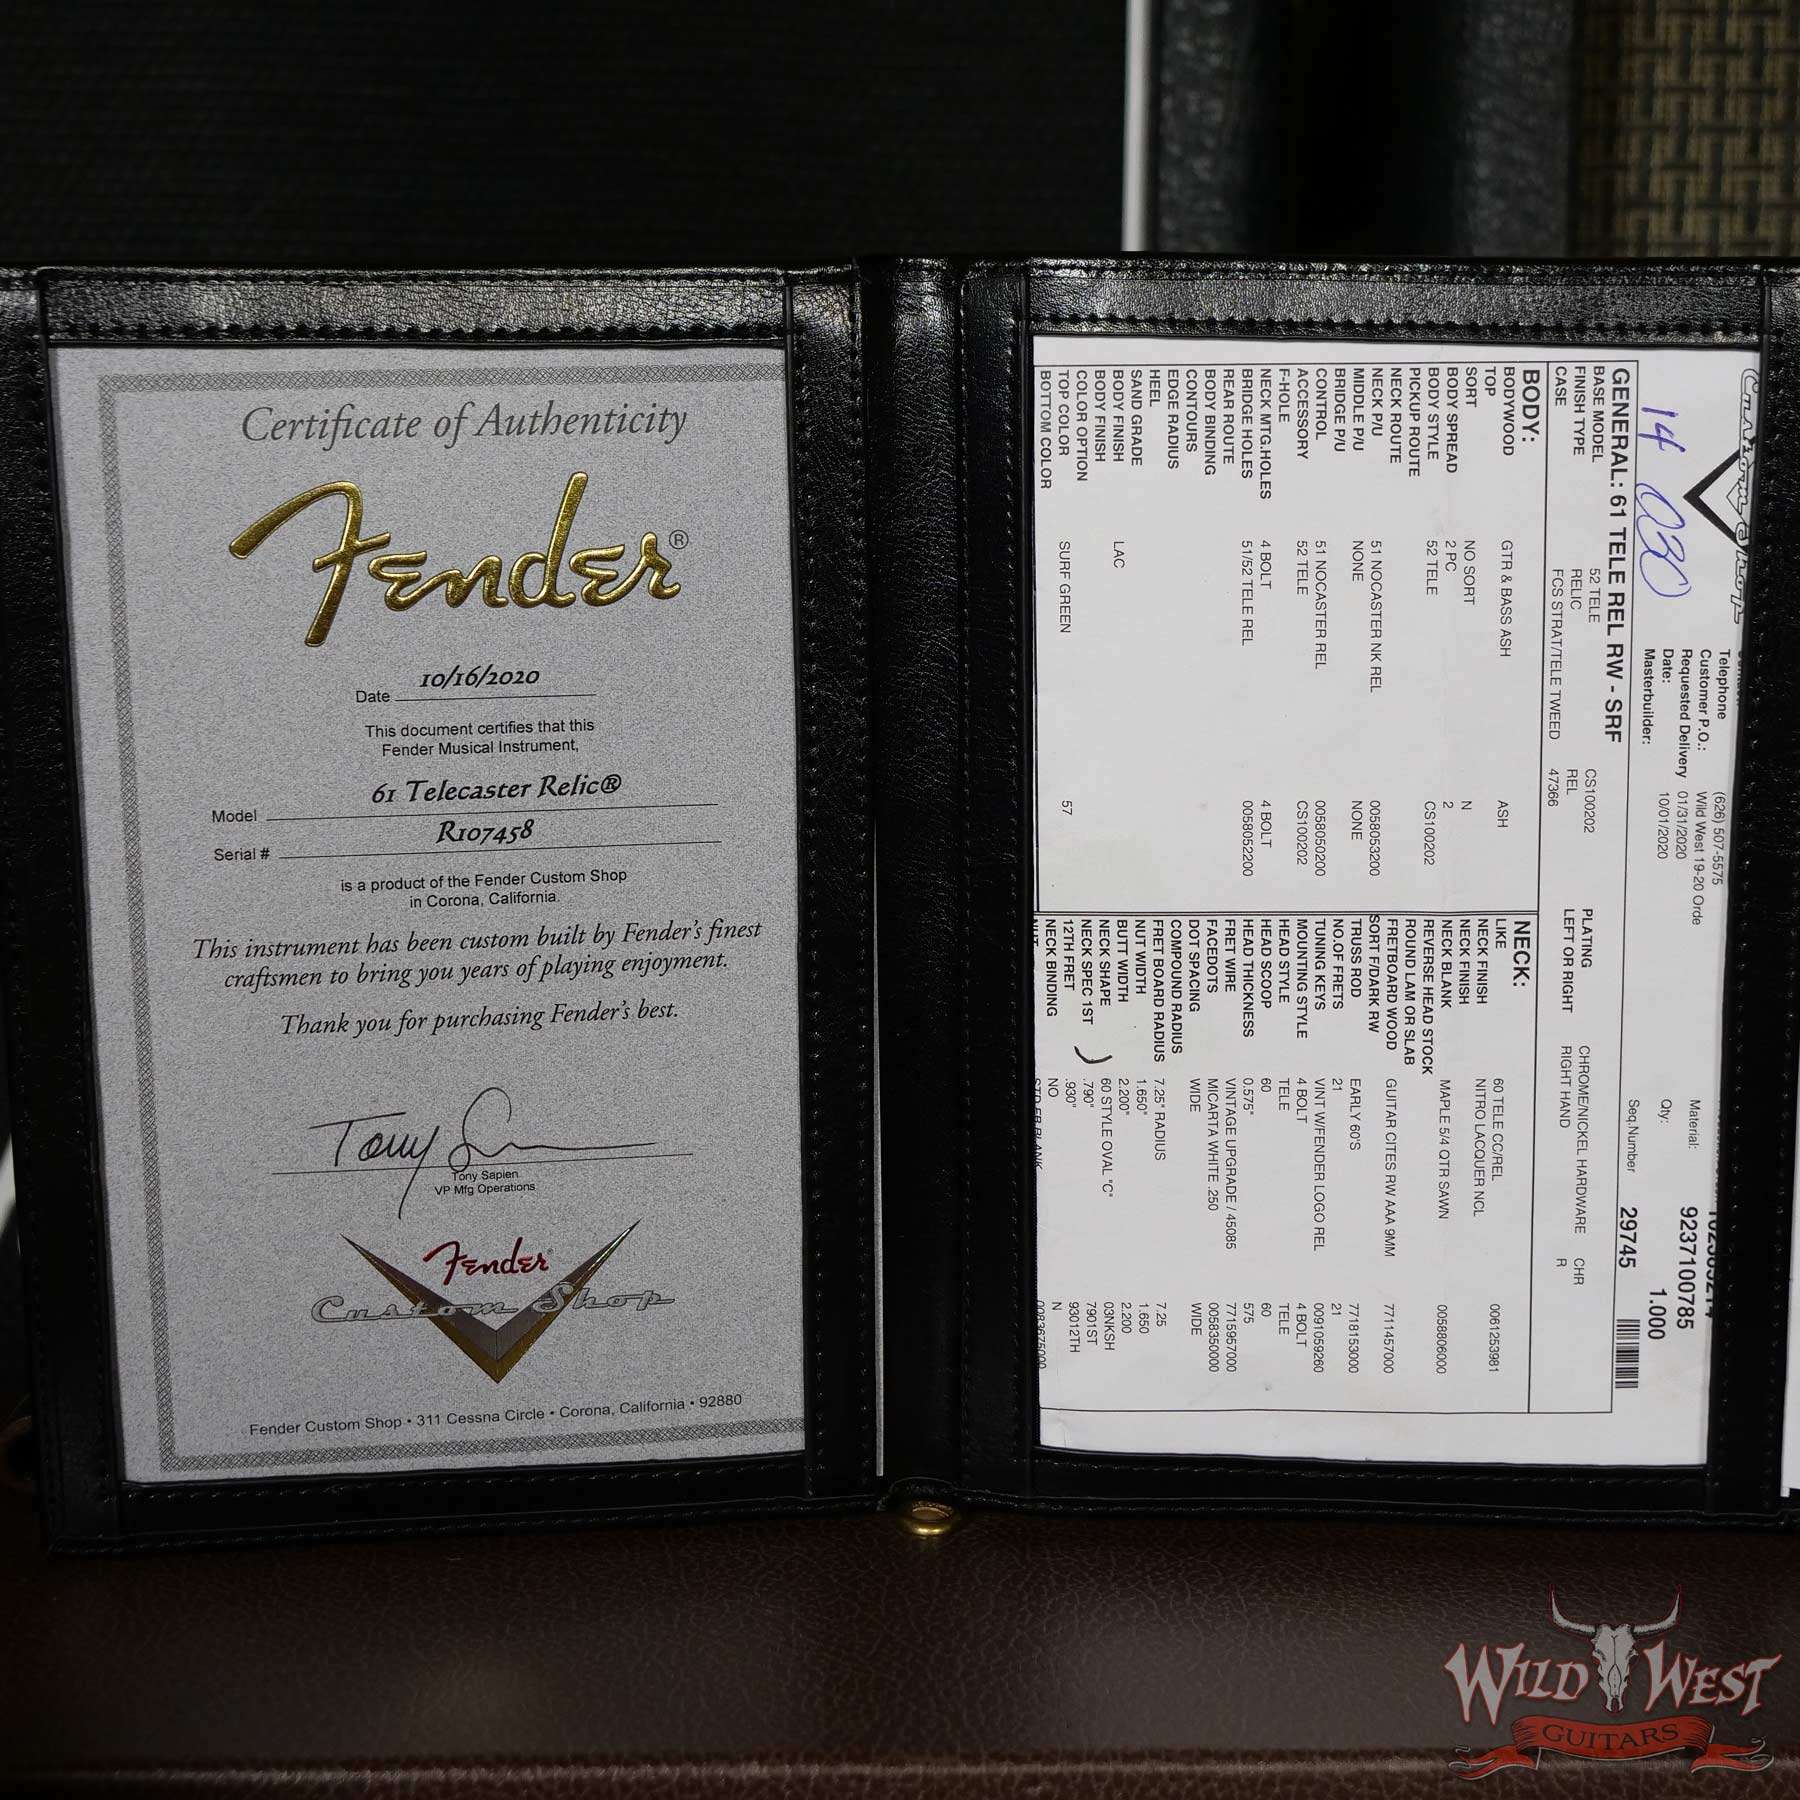 Certificate of Authenticity
Fender®
Date 10/16/2020
This document certifies that this
Fender Musical Instrument,
Model 61 Telecaster Relic®
Serial # R107458
is a product of the Fender Custom Shop
in Corona, California.
This instrument has been custom built by Fender's finest
craftsmen to bring you years of playing enjoyment.
Thank you for purchasing Fender's best.
Tony S
Tony Sapien
VP Mfg Operations
Fender
Custom Shop
Fender Custom Shop • 311 Cessna Circle • Corona, California • 92880
Custom Shop
14 030
Telephone (626) 507-5575
Customer P.O.: Wild West 19-20 Orde
Requested Delivery 01/31/2020
Date: 10/01/2020
Masterbuilder:
Material: 9237100785
Qty: 1.000
Seq.Number 29745
GENERAL: 61 TELE REL RW - SRF
BASE MODEL 52 TELE CS100202 PLATING CHROME/NICKEL HARDWARE CHR
FINISH TYPE RELIC REL LEFT OR RIGHT RIGHT HAND R
CASE FCS STRAT/TELE TWEED 47366
BODY:
BODYWOOD GTR & BASS ASH ASH
TOP
SORT NO SORT N
BODY SPREAD 2 PC 2
BODY STYLE 52 TELE CS100202
PICKUP ROUTE
NECK ROUTE
NECK P/U 51 NOCASTER NK REL 0058053200
MIDDLE P/U NONE NONE
BRIDGE P/U
CONTROL 51 NOCASTER REL 0058050200
ACCESSORY 52 TELE CS100202
F-HOLE
NECK MTG.HOLES 4 BOLT 4 BOLT
BRIDGE HOLES 51/52 TELE REL 0058052200
REAR ROUTE
BODY BINDING
CONTOURS
EDGE RADIUS
HEEL
SAND GRADE
BODY FINISH LAC
BODY FINISH
COLOR OPTION
TOP COLOR SURF GREEN 57
BOTTOM COLOR
NECK:
LIKE 60 TELE CC/REL 0061253981
NECK FINISH NITRO LACQUER NCL
NECK FINISH
NECK BLANK MAPLE 5/4 QTR SAWN 0058806000
REVERSE HEAD STOCK
ROUND LAM OR SLAB
FRETBOARD WOOD GUITAR CITES RW AAA 9MM 7711457000
SORT F/DARK RW
TRUSS ROD EARLY 60'S 7718153000
NO.OF FRETS 21 21
TUNING KEYS VINT W/FENDER LOGO REL 0091059260
MOUNTING STYLE 4 BOLT 4 BOLT
HEAD STYLE TELE TELE
HEAD SCOOP 60 60
HEAD THICKNESS 0.575" 575
FRET WIRE VINTAGE UPGRADE / 45085 7715957000
FACEDOTS MICARTA WHITE .250 0058350000
DOT SPACING WIDE WIDE
COMPOUND RADIUS
FRET BOARD RADIUS 7.25" RADIUS 7.25
NUT WIDTH 1.650" 1.650
BUTT WIDTH 2.200" 2.200
NECK SHAPE 60 STYLE OVAL "C" 03NKSH
NECK SPEC 1ST .790" 7901ST
12TH FRET .930" 93012TH
NECK BINDING NO N
WILD WEST
GUITARS